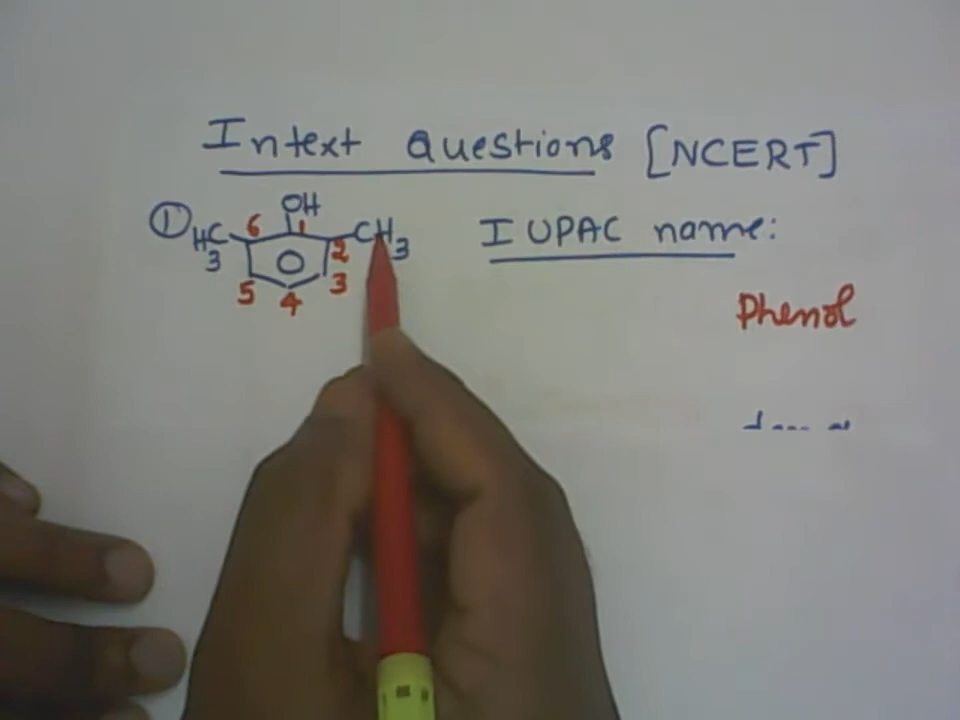 Intext Questions [NCERT]
① H3C 6 OH 1 2 CH3 IUPAC name:
5 4 3
Phenol